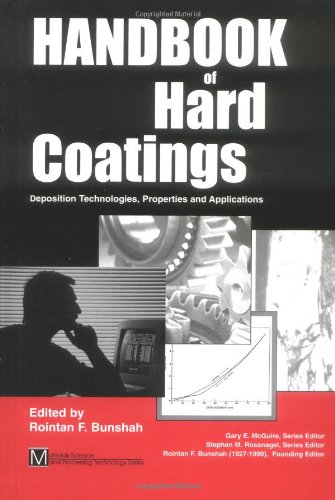 HANDBOOK
of
Hard
Coatings
Deposition Technologies, Properties and Applications
Edited by
Rointan F. Bunshah
DISPLACEMENT
Gary E. McGuire, Series Editor
Stephen M. Rossnagel, Series Editor
Rointan F. Bunshah (1927-1999), Founding Editor
M
Materials Science
and Processing Technology Series